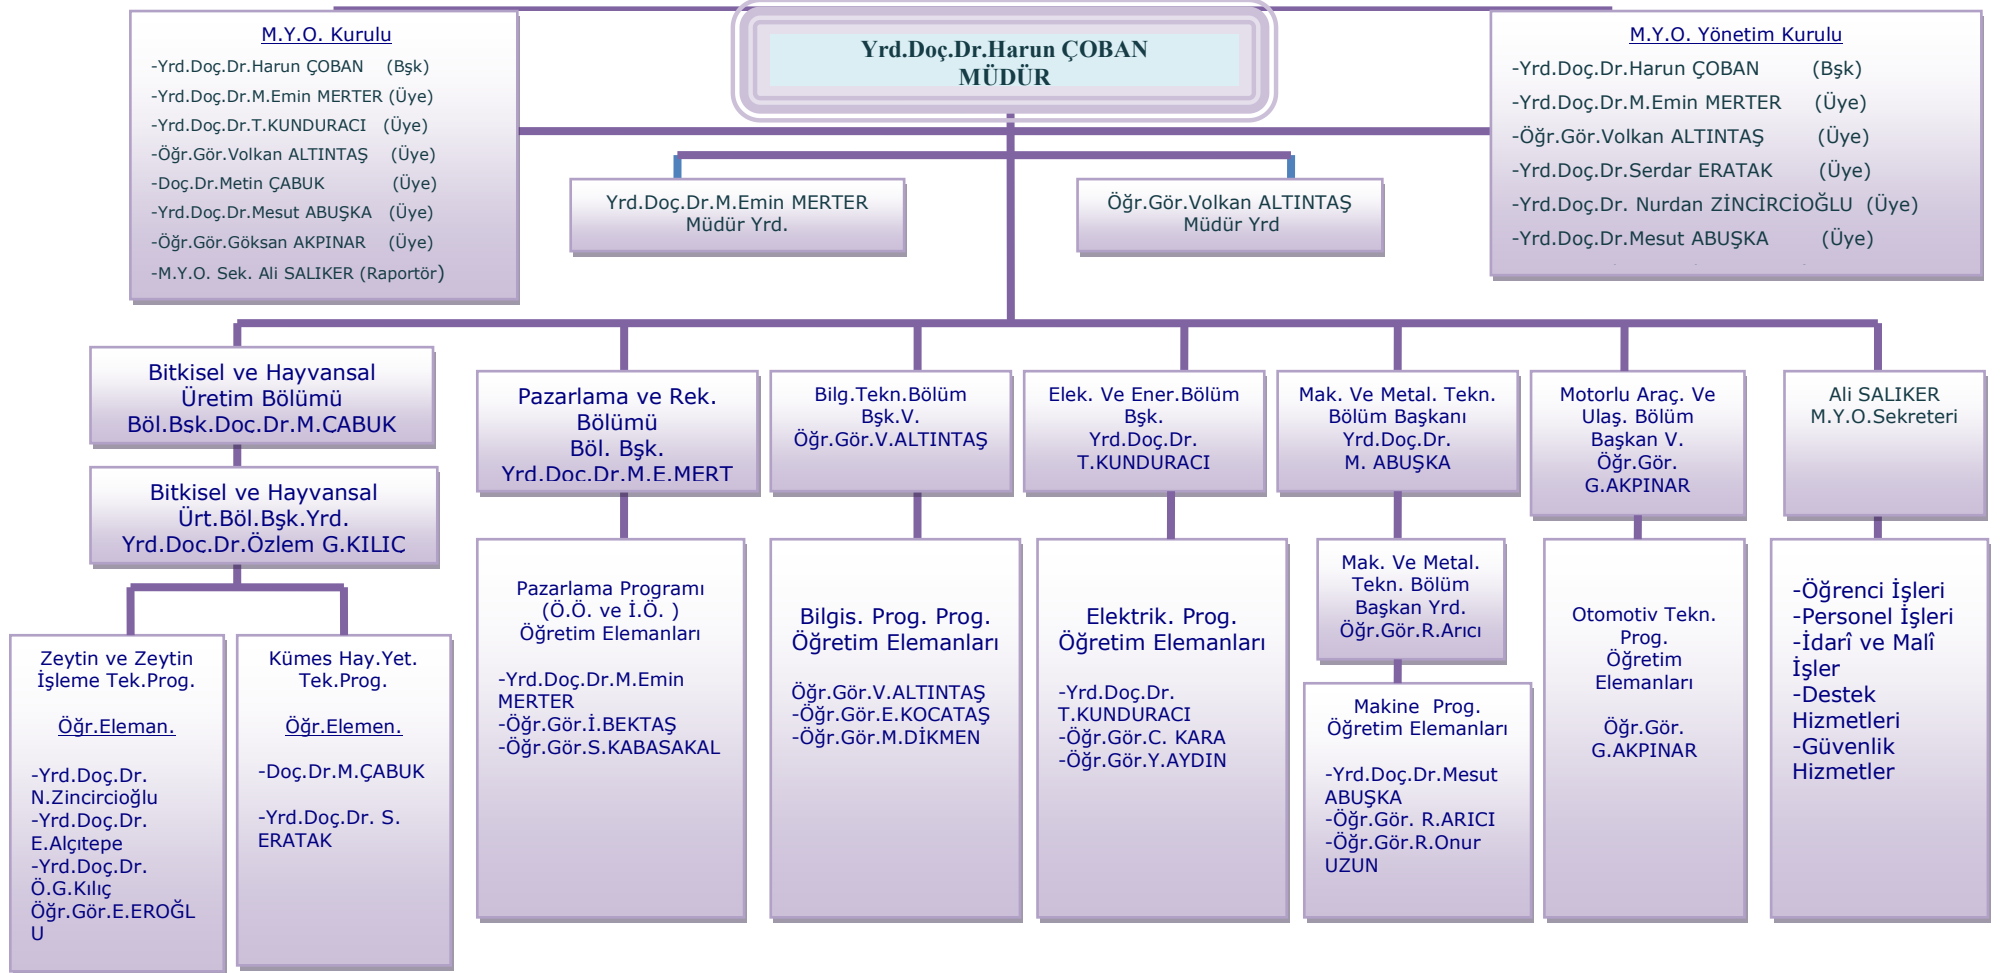 M.Y.O. Kurulu
-Yrd.Doç.Dr.Harun ÇOBAN (Bşk)
-Yrd.Doç.Dr.M.Emin MERTER (Üye)
-Yrd.Doç.Dr.T.KUNDURACI (Üye)
-Öğr.Gör.Volkan ALTINTAŞ (Üye)
-Doç.Dr.Metin ÇABUK (Üye)
-Yrd.Doç.Dr.Mesut ABUŞKA (Üye)
-Öğr.Gör.Göksan AKPINAR (Üye)
-M.Y.O. Sek. Ali SALIKER (Raportör)
Yrd.Doç.Dr.Harun ÇOBAN
MÜDÜR
M.Y.O. Yönetim Kurulu
-Yrd.Doç.Dr.Harun ÇOBAN (Bşk)
-Yrd.Doç.Dr.M.Emin MERTER (Üye)
-Öğr.Gör.Volkan ALTINTAŞ (Üye)
-Yrd.Doç.Dr.Serdar ERATAK (Üye)
-Yrd.Doç.Dr. Nurdan ZİNCİRCİOĞLU (Üye)
-Yrd.Doç.Dr.Mesut ABUŞKA (Üye)
Yrd.Doç.Dr.M.Emin MERTER
Müdür Yrd.
Öğr.Gör.Volkan ALTINTAŞ
Müdür Yrd
Bitkisel ve Hayvansal
Üretim Bölümü
Böl.Bşk.Doç.Dr.M.ÇABUK
Bitkisel ve Hayvansal
Ürt.Böl.Bşk.Yrd.
Yrd.Doç.Dr.Özlem G.KILIÇ
Pazarlama ve Rek.
Bölümü
Böl. Bşk.
Yrd.Doç.Dr.M.E.MERT
Bilg.Tekn.Bölüm
Bşk.V.
Öğr.Gör.V.ALTINTAŞ
Elek. Ve Ener.Bölüm
Bşk.
Yrd.Doç.Dr.
T.KUNDURACI
Mak. Ve Metal. Tekn.
Bölüm Başkanı
Yrd.Doç.Dr.
M. ABUŞKA
Motorlu Araç. Ve
Ulaş. Bölüm
Başkan V.
Öğr.Gör.
G.AKPINAR
Ali SALIKER
M.Y.O.Sekreteri
Zeytin ve Zeytin
İşleme Tek.Prog.
Öğr.Eleman.
-Yrd.Doç.Dr.
N.Zincircioğlu
-Yrd.Doç.Dr.
E.Alçıtepe
-Yrd.Doç.Dr.
Ö.G.Kılıç
Öğr.Gör.E.EROĞL
U
Kümes Hay.Yet.
Tek.Prog.
Öğr.Elemen.
-Doç.Dr.M.ÇABUK
-Yrd.Doç.Dr. S.
ERATAK
Pazarlama Programı
(Ö.Ö. ve İ.Ö. )
Öğretim Elemanları
-Yrd.Doç.Dr.M.Emin
MERTER
-Öğr.Gör.İ.BEKTAŞ
-Öğr.Gör.S.KABASAKAL
Bilgis. Prog. Prog.
Öğretim Elemanları
Öğr.Gör.V.ALTINTAŞ
-Öğr.Gör.E.KOCATAŞ
-Öğr.Gör.M.DİKMEN
Elektrik. Prog.
Öğretim Elemanları
-Yrd.Doç.Dr.
T.KUNDURACI
-Öğr.Gör.C. KARA
-Öğr.Gör.Y.AYDIN
Mak. Ve Metal.
Tekn. Bölüm
Başkan Yrd.
Öğr.Gör.R.Arıcı
Makine Prog.
Öğretim Elemanları
-Yrd.Doç.Dr.Mesut
ABUŞKA
-Öğr.Gör. R.ARICI
-Öğr.Gör.R.Onur
UZUN
Otomotiv Tekn.
Prog.
Öğretim
Elemanları
Öğr.Gör.
G.AKPINAR
-Öğrenci İşleri
-Personel İşleri
-İdarî ve Malî
İşler
-Destek
Hizmetleri
-Güvenlik
Hizmetler